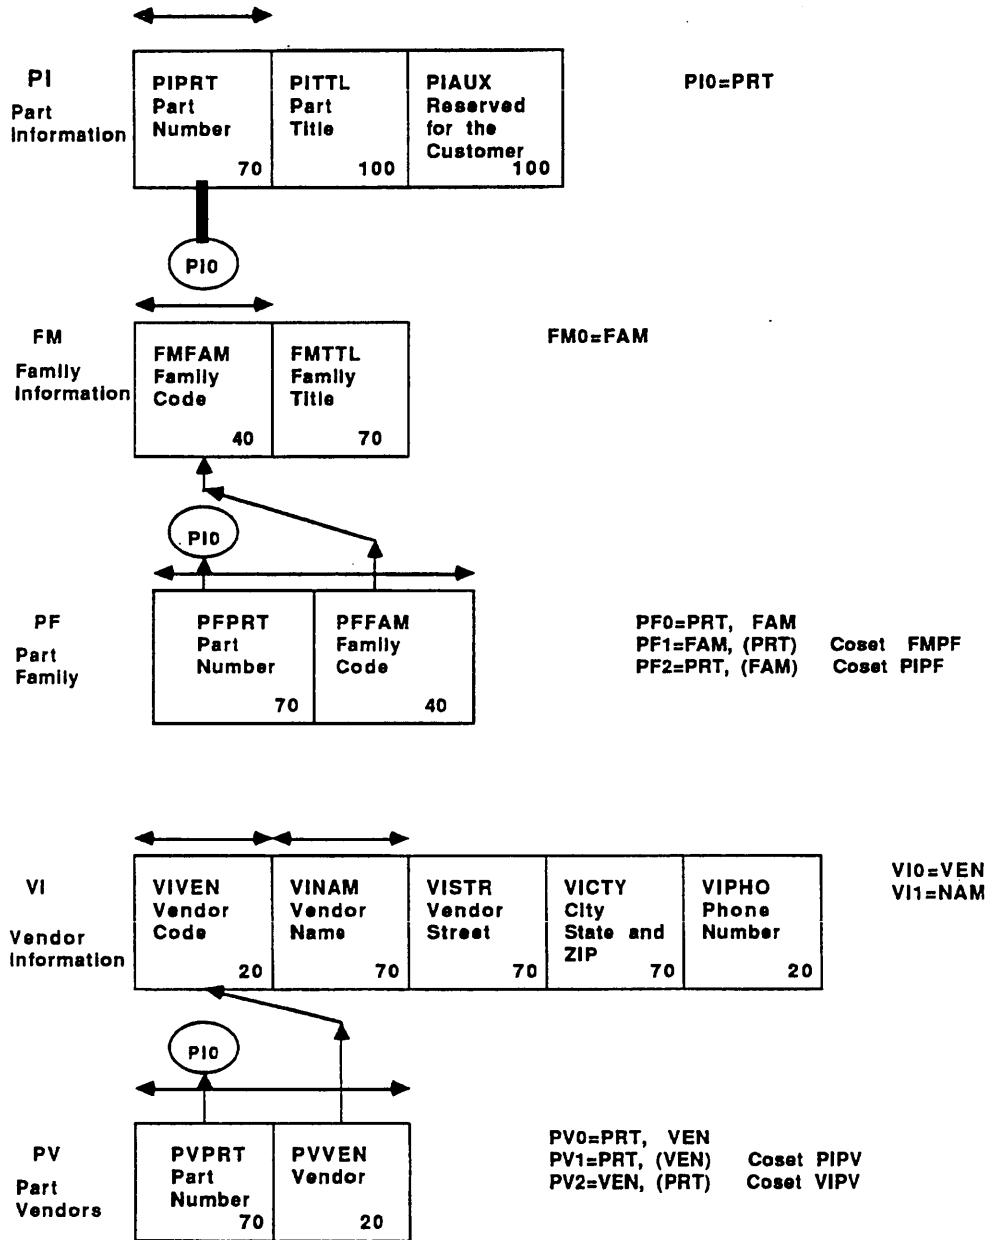 PI
Part
Information
PIPRT
Part
Number
70
PITTL
Part
Title
100
PIAUX
Reserved
for the
Customer
100
PI0=PRT
PI0
FM
Family
Information
FMFAM
Family
Code
40
FMTTL
Family
Title
70
FM0=FAM
PI0
PF
Part
Family
PFPRT
Part
Number
70
PFFAM
Family
Code
40
PF0=PRT, FAM
PF1=FAM, (PRT) Coset FMPF
PF2=PRT, (FAM) Coset PIPF
VI
Vendor
Information
VIVEN
Vendor
Code
20
VINAM
Vendor
Name
70
VISTR
Vendor
Street
70
VICTY
City
State and
ZIP
70
VIPHO
Phone
Number
20
VI0=VEN
VI1=NAM
PI0
PV
Part
Vendors
PVPRT
Part
Number
70
PVVEN
Vendor
20
PV0=PRT, VEN
PV1=PRT, (VEN) Coset PIPV
PV2=VEN, (PRT) Coset VIPV